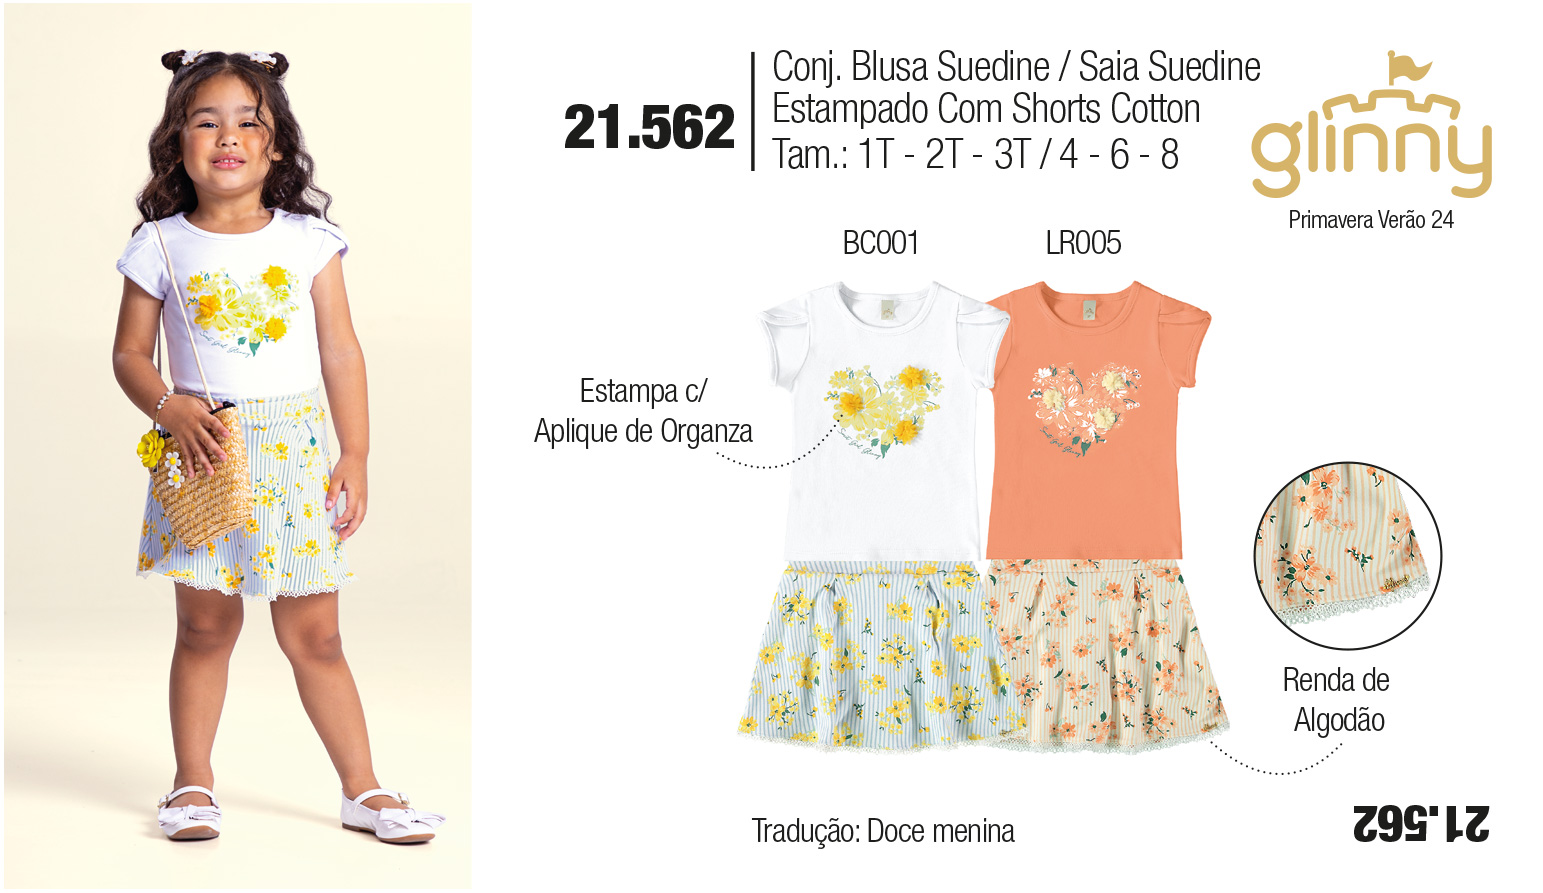 21.562
Conj. Blusa Suedine / Saia Suedine
Estampado Com Shorts Cotton
Tam.: 1T - 2T - 3T / 4 - 6 - 8
glinny
Primavera Verão 24
BC001
LR005
Estampa c/
Aplique de Organza
Renda de
Algodão
Tradução: Doce menina
21.562